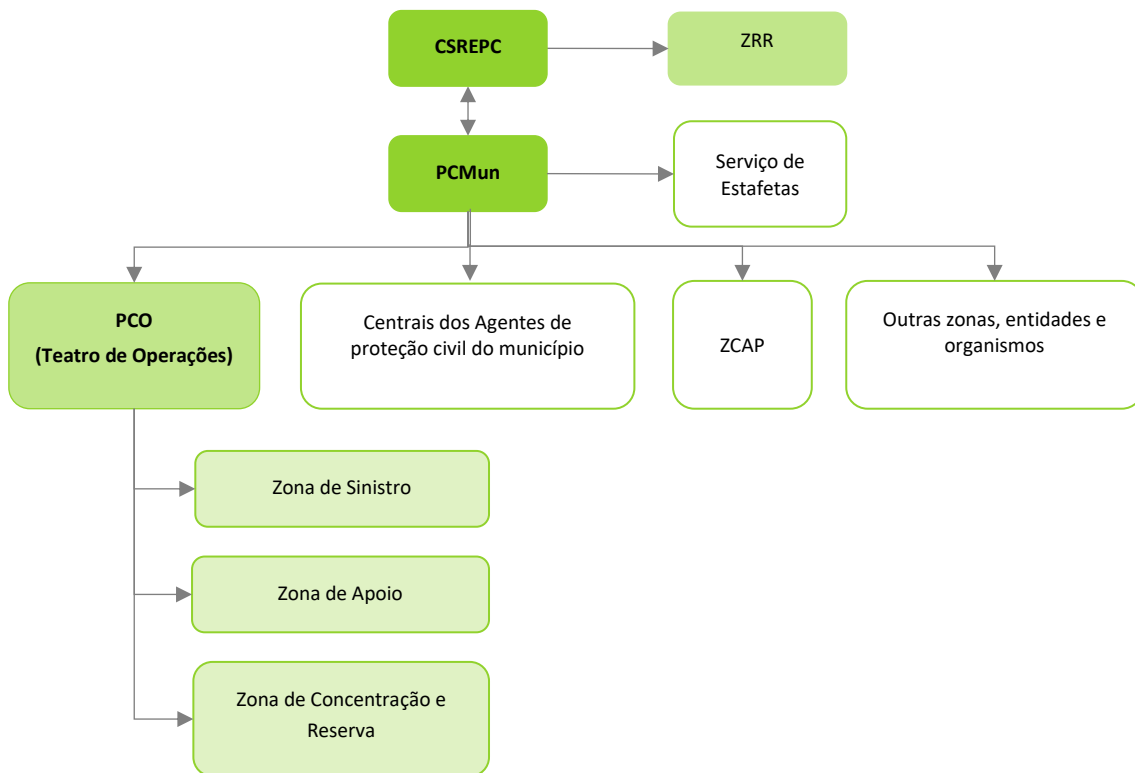 CSREPC
ZRR
PCMun
Serviço de
Estafetas
PCO
(Teatro de Operações)
Centrais dos Agentes de
proteção civil do município
ZCAP
Outras zonas, entidades e
organismos
Zona de Sinistro
Zona de Apoio
Zona de Concentração e
Reserva